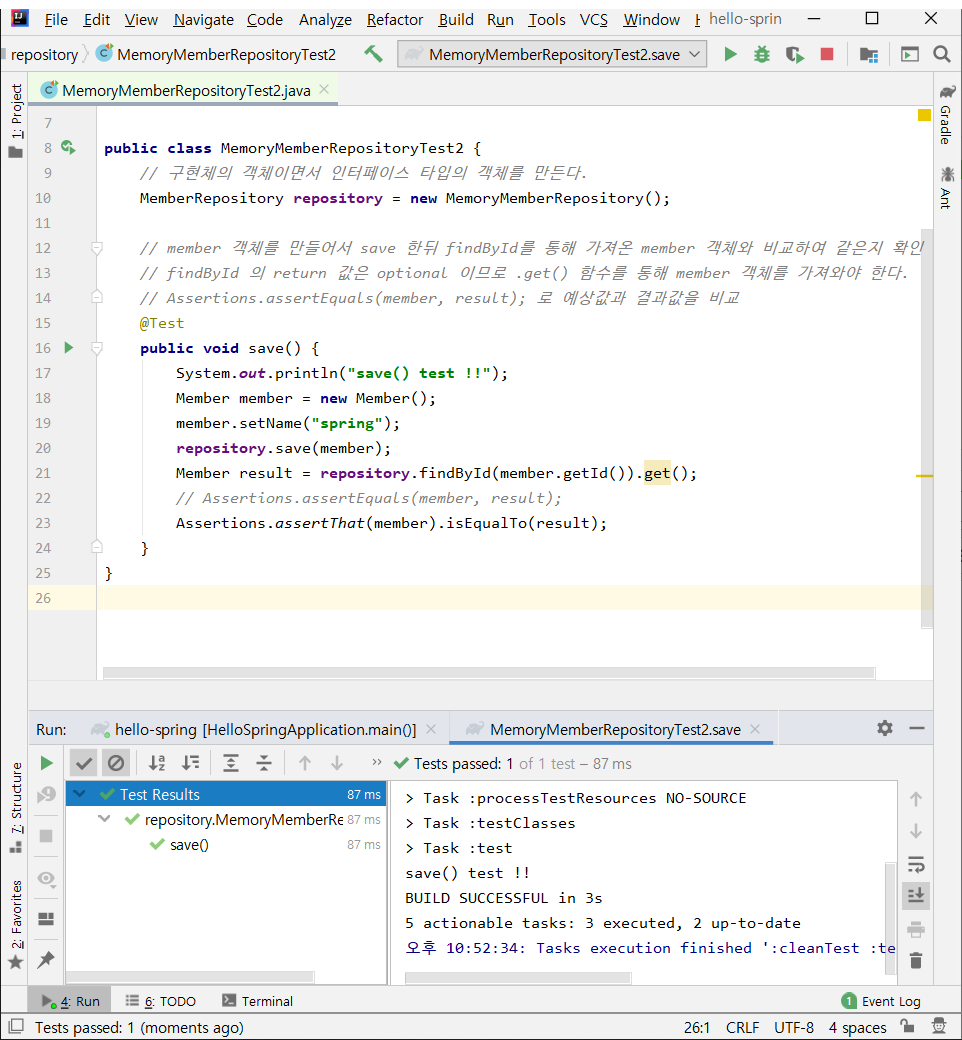 File Edit View Navigate Code Analyze Refactor Build Run Tools VCS Window hello-sprin
repository MemoryMemberRepositoryTest2 MemoryMemberRepositoryTest2.save
MemoryMemberRepositoryTest2.java
1: Project
Gradle
Ant
7
8 public class MemoryMemberRepositoryTest2 {
9 // 구현체의 객체이면서 인터페이스 타입의 객체를 만든다.
10 MemberRepository repository = new MemoryMemberRepository();
11
12 // member 객체를 만들어서 save 한뒤 findById를 통해 가져온 member 객체와 비교하여 같은지 확인
13 // findById 의 return 값은 optional 이므로 .get() 함수를 통해 member 객체를 가져와야 한다.
14 // Assertions.assertEquals(member, result); 로 예상값과 결과값을 비교
15 @Test
16 public void save() {
17 System.out.println("save() test !!");
18 Member member = new Member();
19 member.setName("spring");
20 repository.save(member);
21 Member result = repository.findById(member.getId()).get();
22 // Assertions.assertEquals(member, result);
23 Assertions.assertThat(member).isEqualTo(result);
24 }
25 }
26
Run: hello-spring [HelloSpringApplication.main()] MemoryMemberRepositoryTest2.save
Tests passed: 1 of 1 test – 87 ms
7: Structure
2: Favorites
Test Results 87 ms
repository.MemoryMemberRe 87 ms
save() 87 ms
> Task :processTestResources NO-SOURCE
> Task :testClasses
> Task :test
save() test !!
BUILD SUCCESSFUL in 3s
5 actionable tasks: 3 executed, 2 up-to-date
오후 10:52:34: Tasks execution finished ':cleanTest :te
4: Run 6: TODO Terminal 1 Event Log
Tests passed: 1 (moments ago) 26:1 CRLF UTF-8 4 spaces